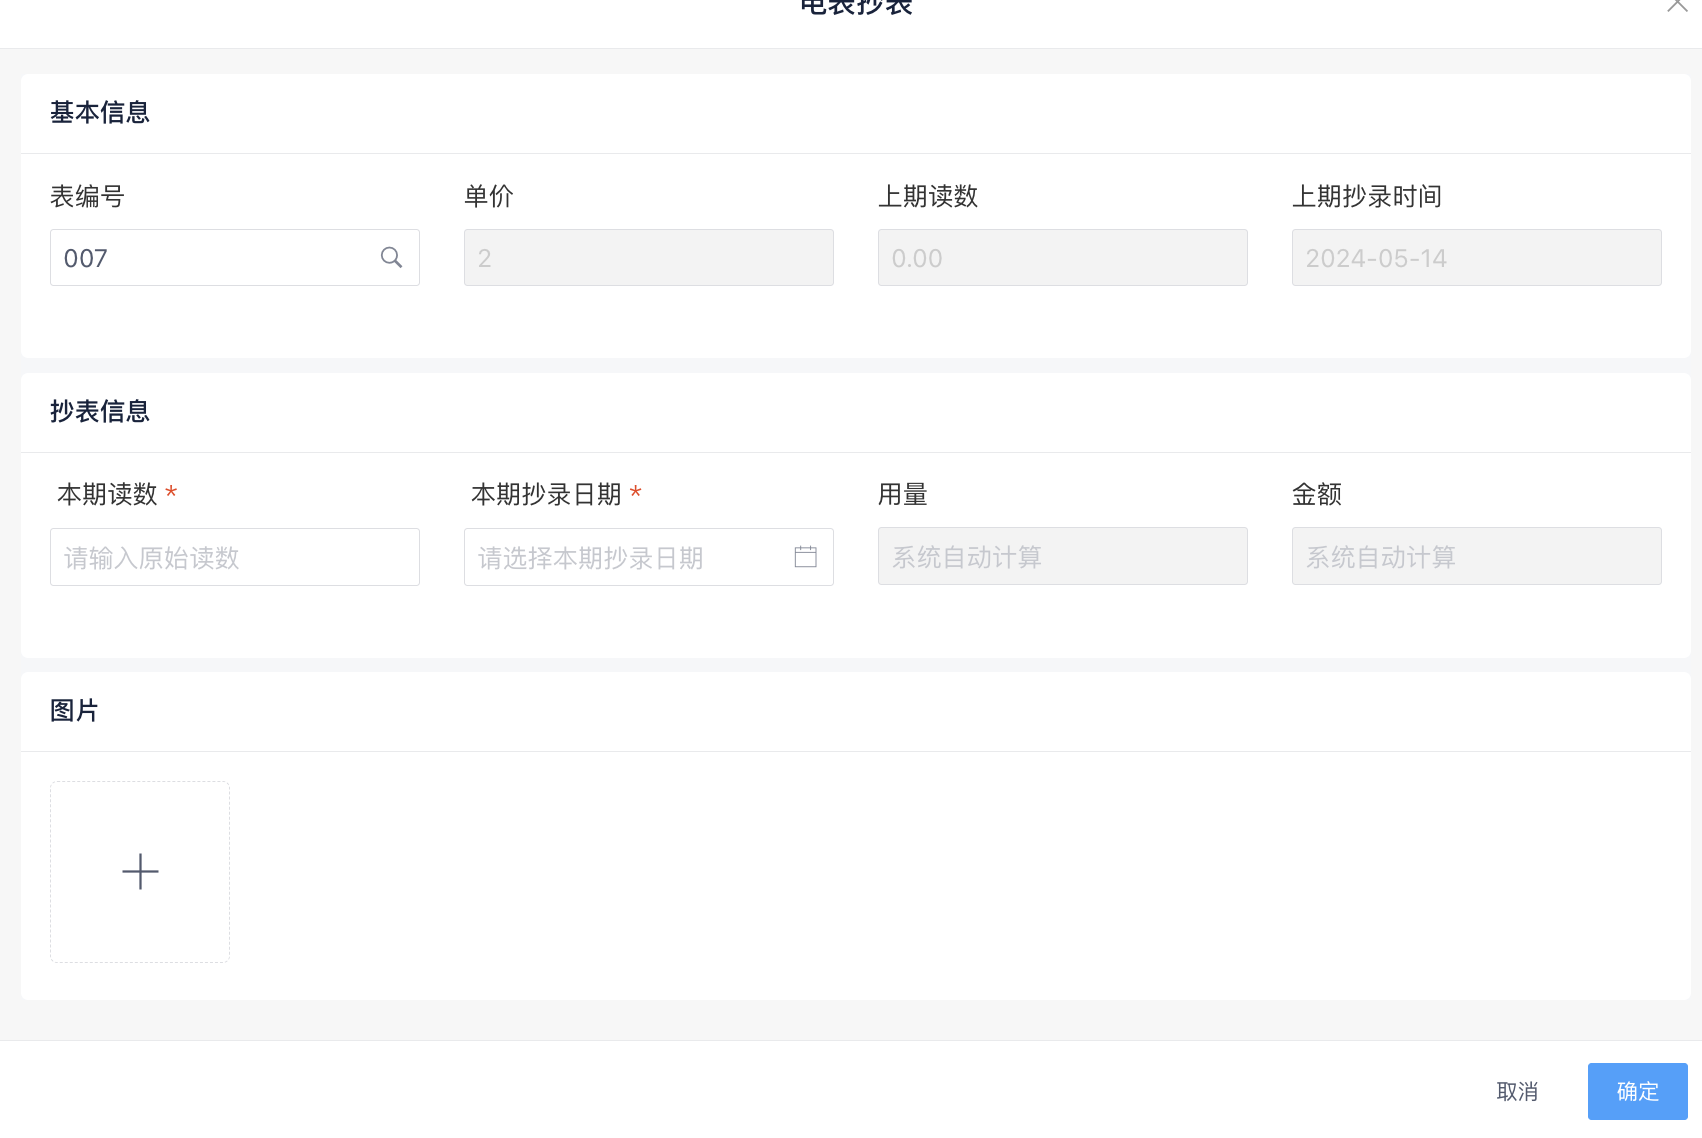 电表抄表
基本信息
表编号 单价 上期读数 上期抄录时间
007 2 0.00 2024-05-14
抄表信息
本期读数 * 本期抄录日期 * 用量 金额
请输入原始读数 请选择本期抄录日期 系统自动计算 系统自动计算
图片
取消 确定